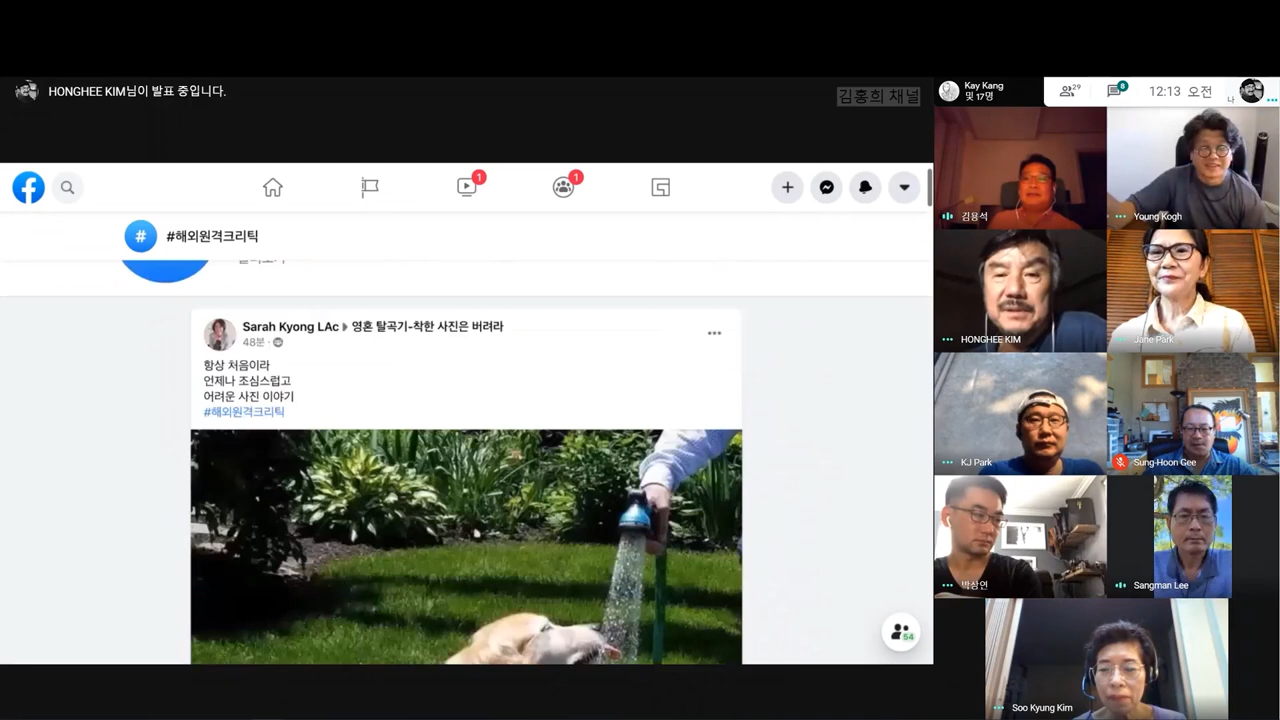 HONGHEE KIM님이 발표 중입니다.
김홍희 채널
Kay Kang
및 17명
29
8
12:13 오전
나
1
1
#
#해외원격크리틱
Sarah Kyong LAc ▸ 영혼 탈곡기-착한 사진은 버려라
48분 ·
항상 처음이라
언제나 조심스럽고
어려운 사진 이야기
#해외원격크리틱
54
김용석
Young Kogh
HONGHEE KIM
Jane Park
KJ Park
Sung-Hoon Gee
박상연
Sangman Lee
Soo Kyung Kim